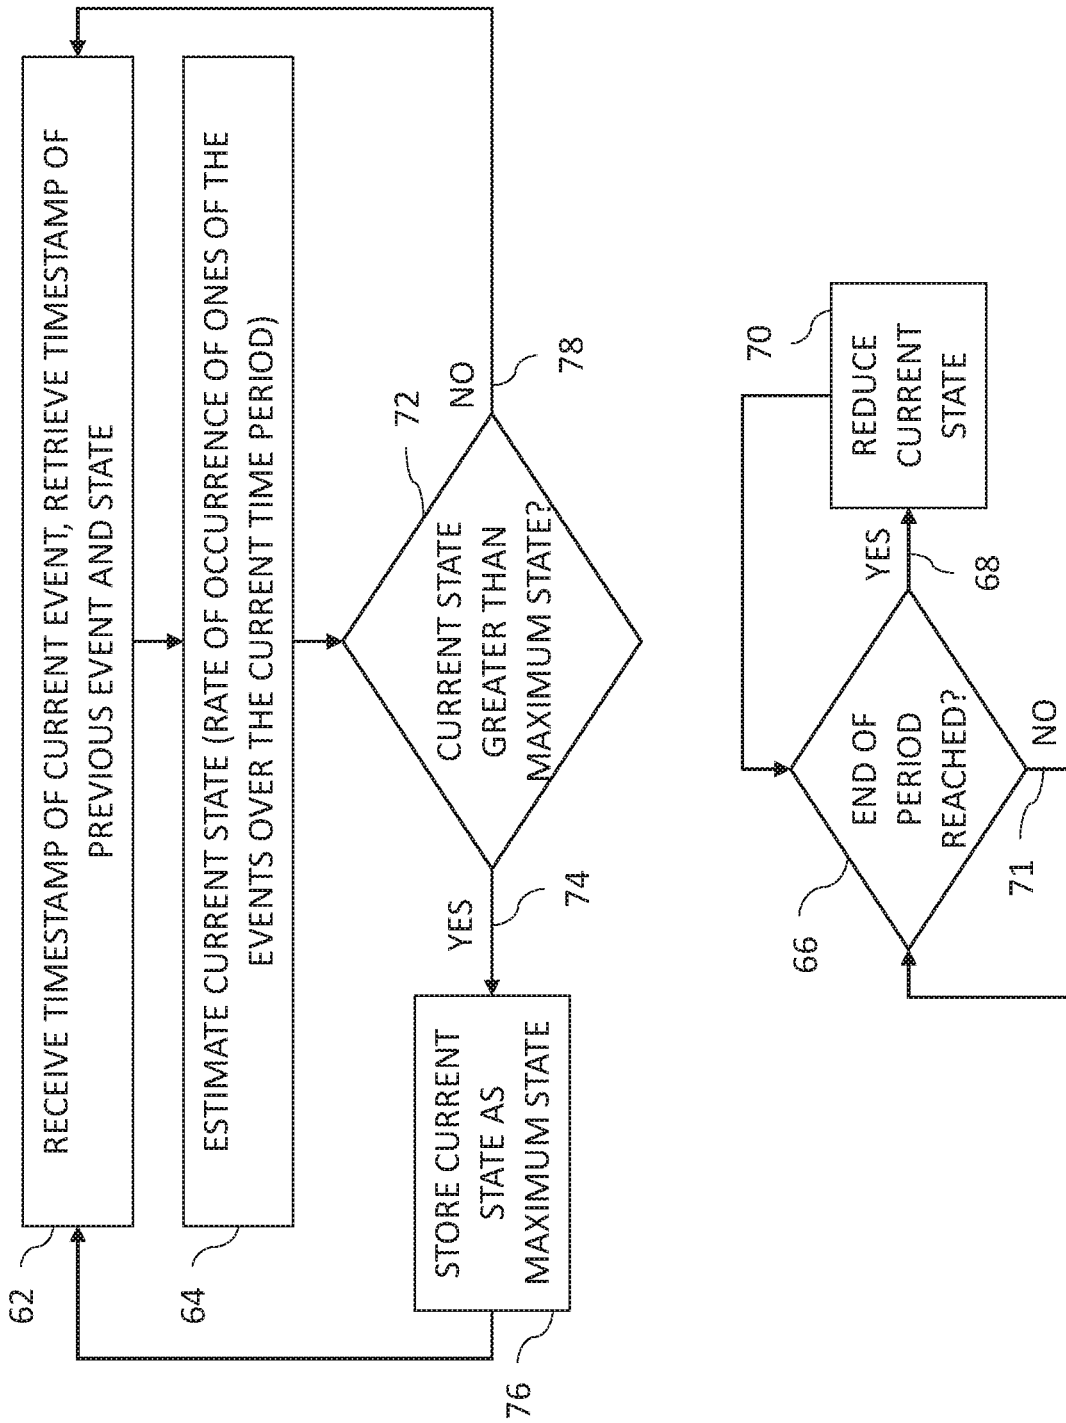 62
RECEIVE TIMESTAMP OF CURRENT EVENT, RETRIEVE TIMESTAMP OF
PREVIOUS EVENT AND STATE
64
ESTIMATE CURRENT STATE (RATE OF OCCURRENCE OF ONES OF THE
EVENTS OVER THE CURRENT TIME PERIOD)
72
CURRENT STATE
GREATER THAN
MAXIMUM STATE?
YES
74
NO
78
76
STORE CURRENT
STATE AS
MAXIMUM STATE
66
END OF
PERIOD
REACHED?
YES
68
70
REDUCE
CURRENT
STATE
71
NO